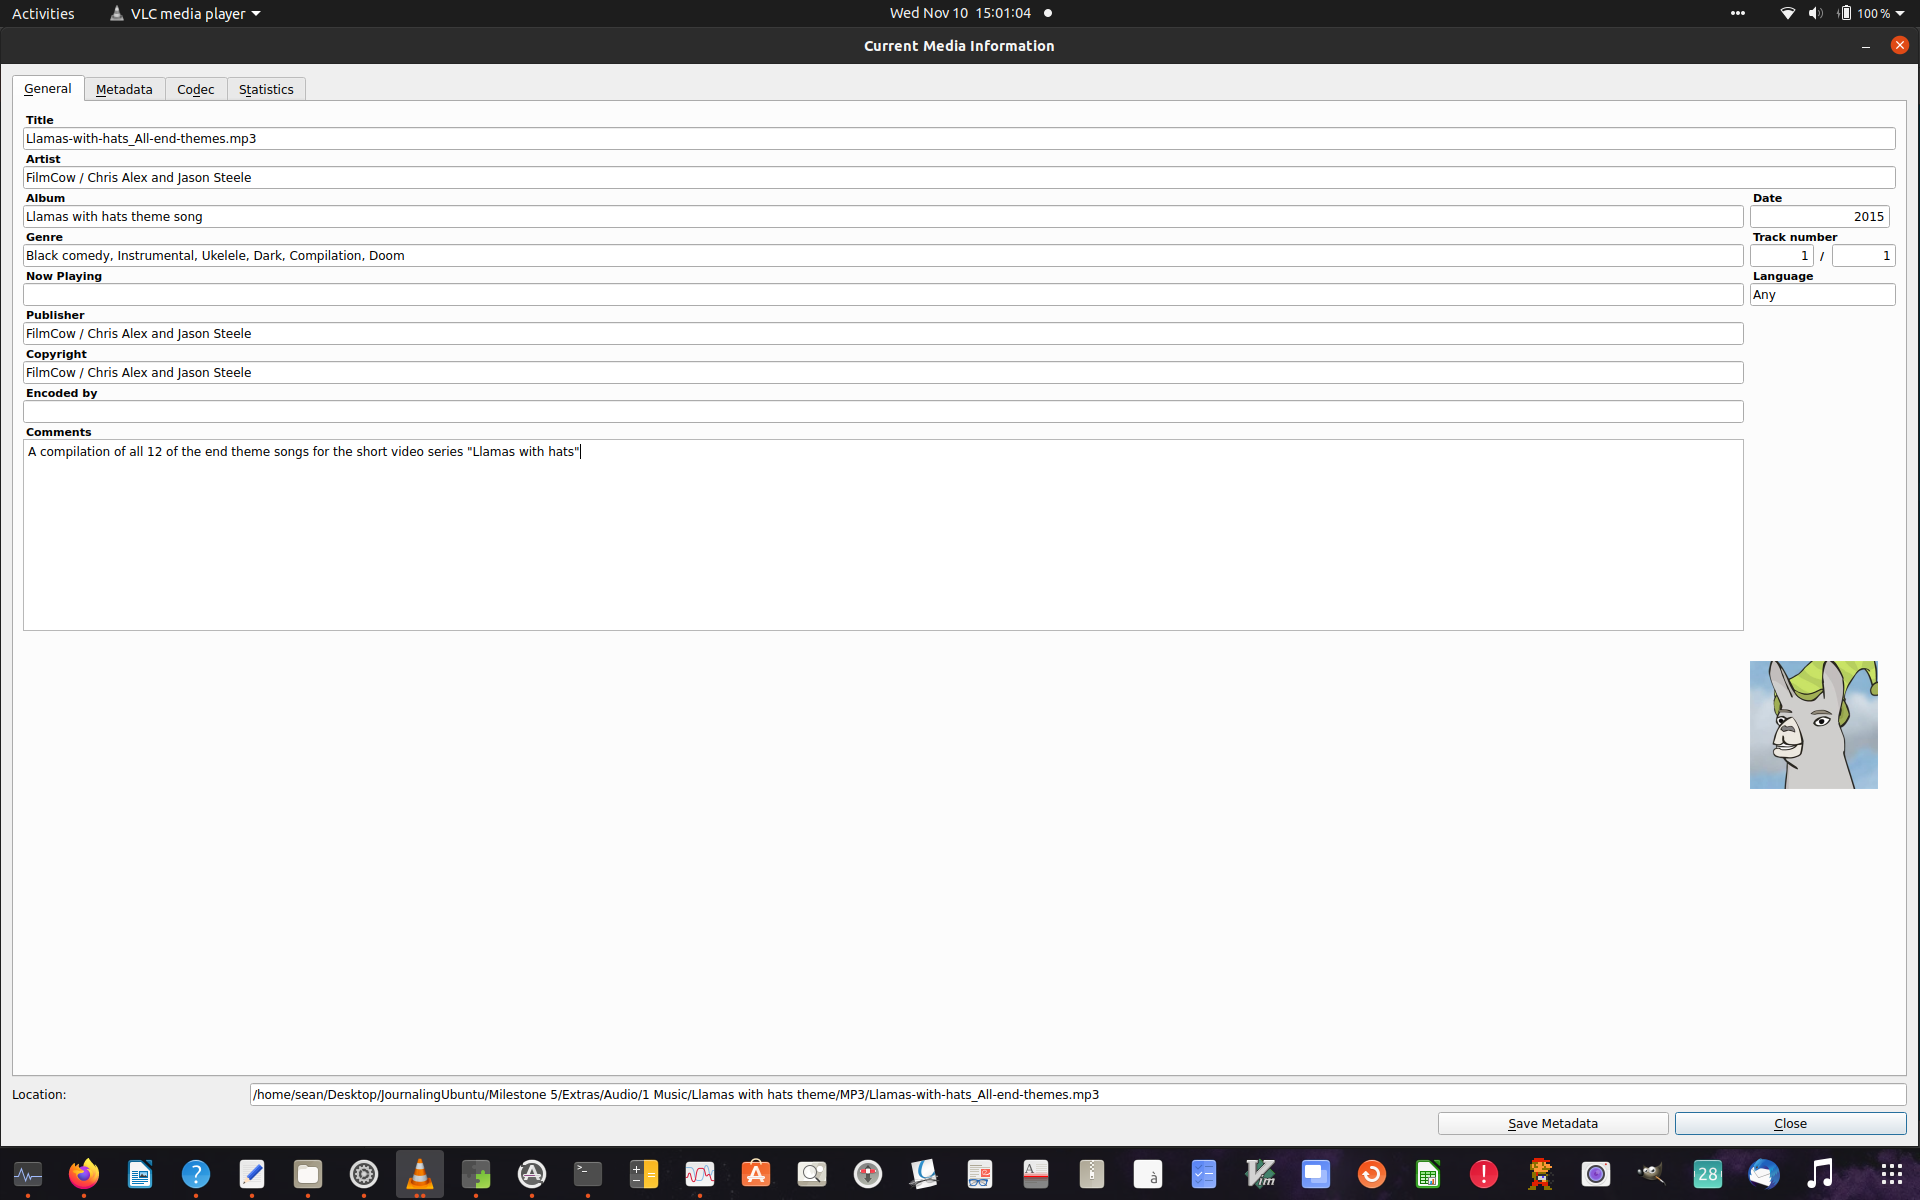 Activities VLC media player Wed Nov 10 15:01:04 100 %
Current Media Information
General Metadata Codec Statistics
Title
Llamas-with-hats_All-end-themes.mp3
Artist
FilmCow / Chris Alex and Jason Steele
Album Date
Llamas with hats theme song 2015
Genre Track number
Black comedy, Instrumental, Ukelele, Dark, Compilation, Doom 1 / 1
Now Playing Language
Any
Publisher
FilmCow / Chris Alex and Jason Steele
Copyright
FilmCow / Chris Alex and Jason Steele
Encoded by
Comments
A compilation of all 12 of the end theme songs for the short video series "Llamas with hats"
Location: /home/sean/Desktop/JournalingUbuntu/Milestone 5/Extras/Audio/1 Music/Llamas with hats theme/MP3/Llamas-with-hats_All-end-themes.mp3
Save Metadata Close
? >_ A à Vim ! 28